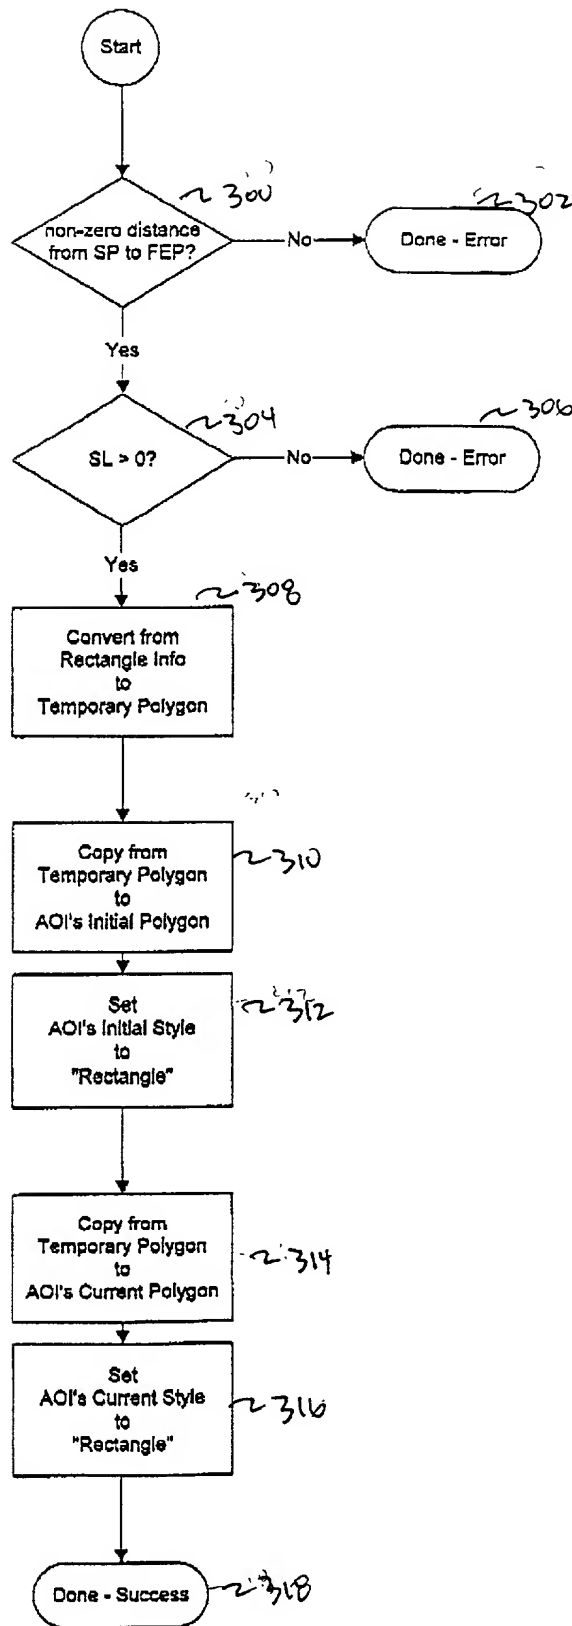 Start
~300
non-zero distance
from SP to FEP?
No
~302
Done - Error
Yes
~304
SL > 0?
No
~306
Done - Error
Yes
~308
Convert from
Rectangle Info
to
Temporary Polygon
~310
Copy from
Temporary Polygon
to
AOI's Initial Polygon
~312
Set
AOI's Initial Style
to
"Rectangle"
Copy from
Temporary Polygon
to
AOI's Current Polygon
~314
Set
AOI's Current Style
to
"Rectangle"
~316
Done - Success
~318